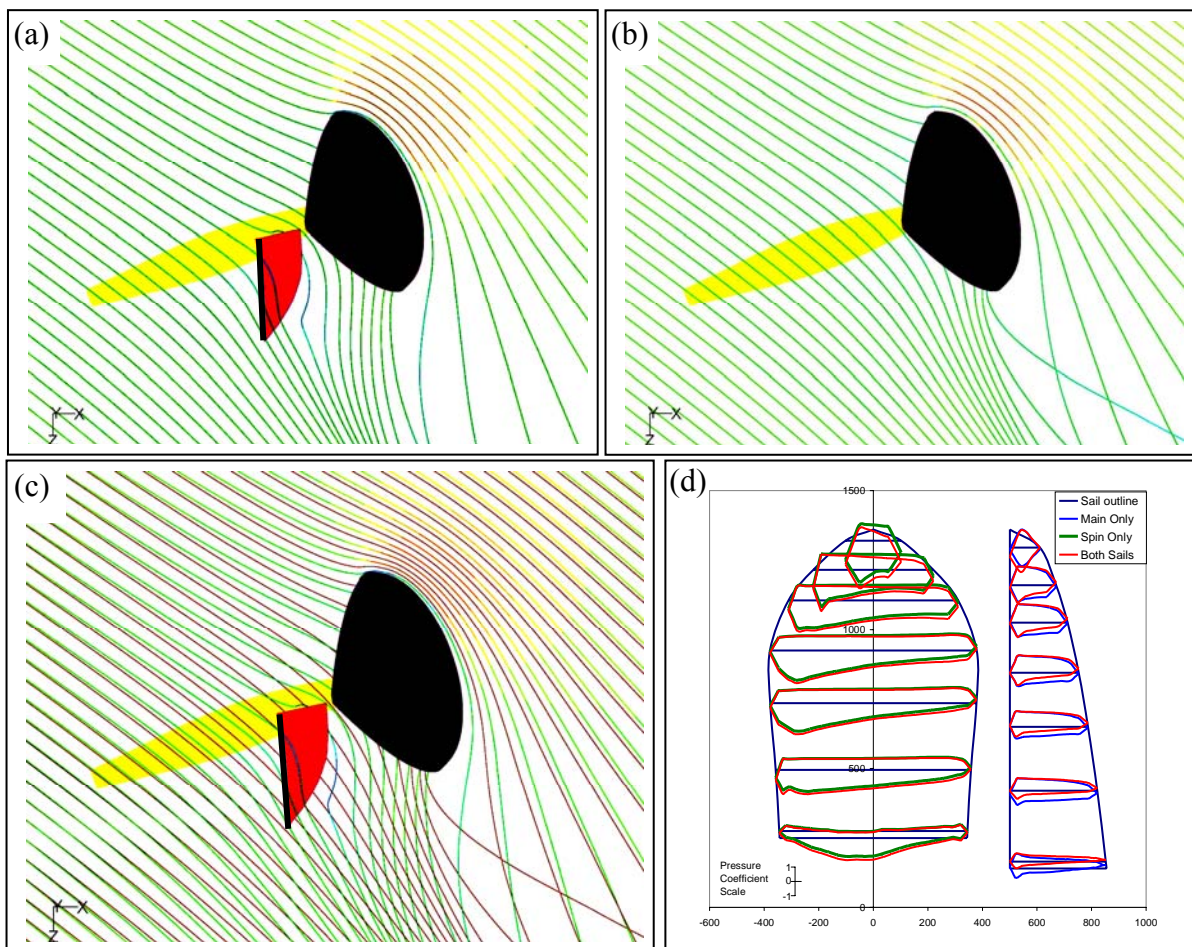 (a)
Y X
Z
(b)
Y X
Z
(c)
Y X
Z
(d)
1500
1000
500
0
Sail outline
Main Only
Spin Only
Both Sails
Pressure
Coefficient
Scale
1
0
-1
-600 -400 -200 0 200 400 600 800 1000